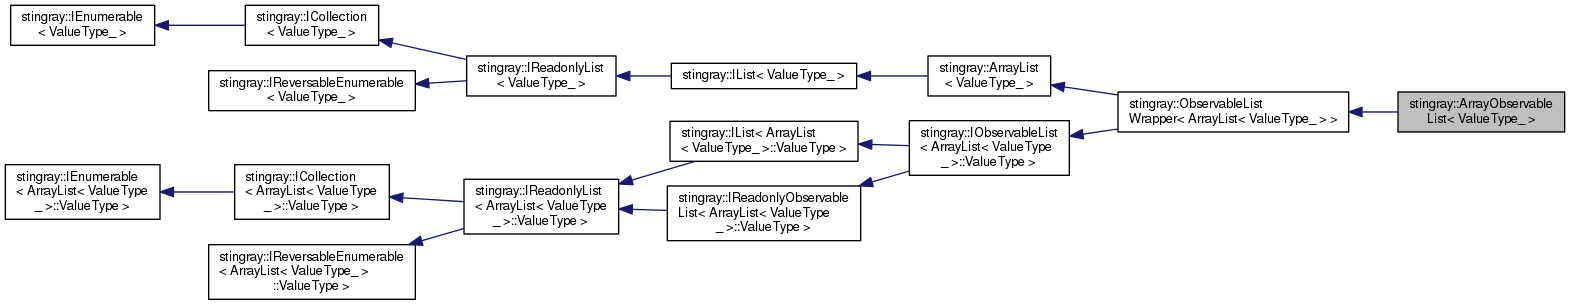 stingray::IEnumerable
< ValueType_ >
stingray::ICollection
< ValueType_ >
stingray::IReversableEnumerable
< ValueType_ >
stingray::IReadonlyList
< ValueType_ >
stingray::IList< ValueType_ >
stingray::ArrayList
< ValueType_ >
stingray::ObservableList
Wrapper< ArrayList< ValueType_ > >
stingray::ArrayObservable
List< ValueType_ >
stingray::IList< ArrayList
< ValueType_ >::ValueType >
stingray::IObservableList
< ArrayList< ValueType
_ >::ValueType >
stingray::IEnumerable
< ArrayList< ValueType
_ >::ValueType >
stingray::ICollection
< ArrayList< ValueType
_ >::ValueType >
stingray::IReadonlyList
< ArrayList< ValueType
_ >::ValueType >
stingray::IReadonlyObservable
List< ArrayList< ValueType
_ >::ValueType >
stingray::IReversableEnumerable
< ArrayList< ValueType_ >
::ValueType >